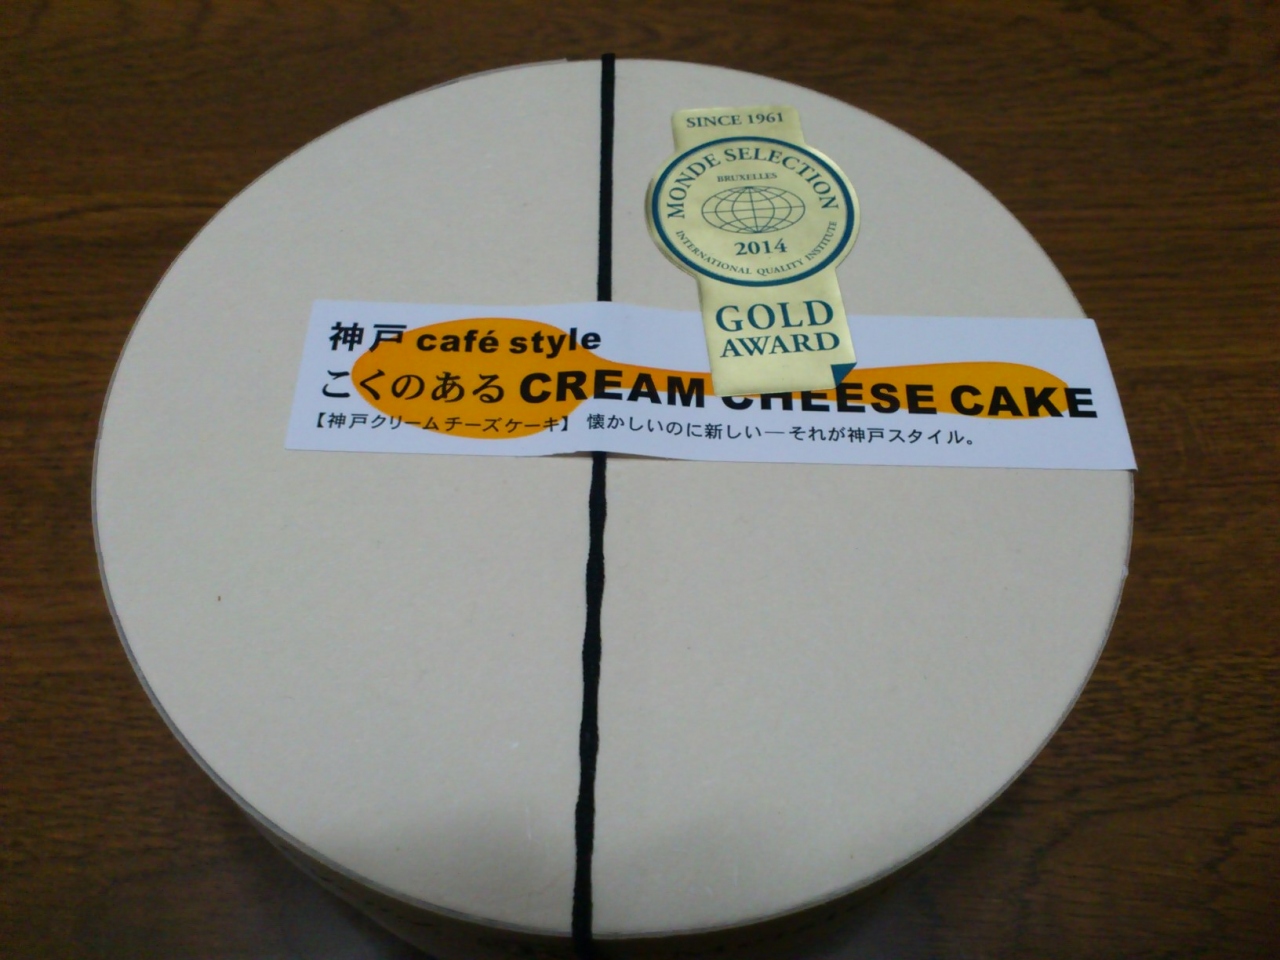 SINCE 1961
MONDE SELECTION
BRUXELLES
2014
INTERNATIONAL QUALITY INSTITUTE
GOLD
AWARD
神戸 café style
こくのある CREAM CHEESE CAKE
【神戸クリームチーズケーキ】 懐かしいのに新しい―それが神戸スタイル。